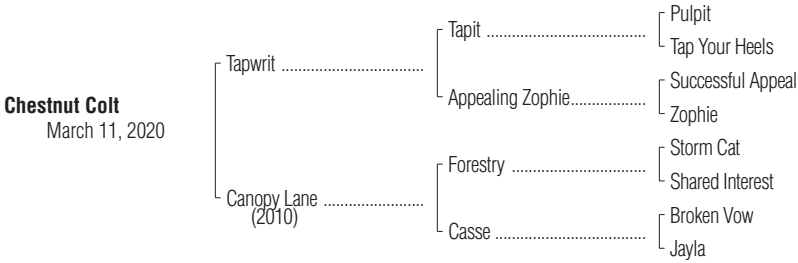 Pulpit
Tapit
Tap Your Heels
Tapwrit
Successful Appeal
Appealing Zophie
Zophie
Chestnut Colt
March 11, 2020
Storm Cat
Forestry
Shared Interest
Canopy Lane
(2010)
Broken Vow
Casse
Jayla